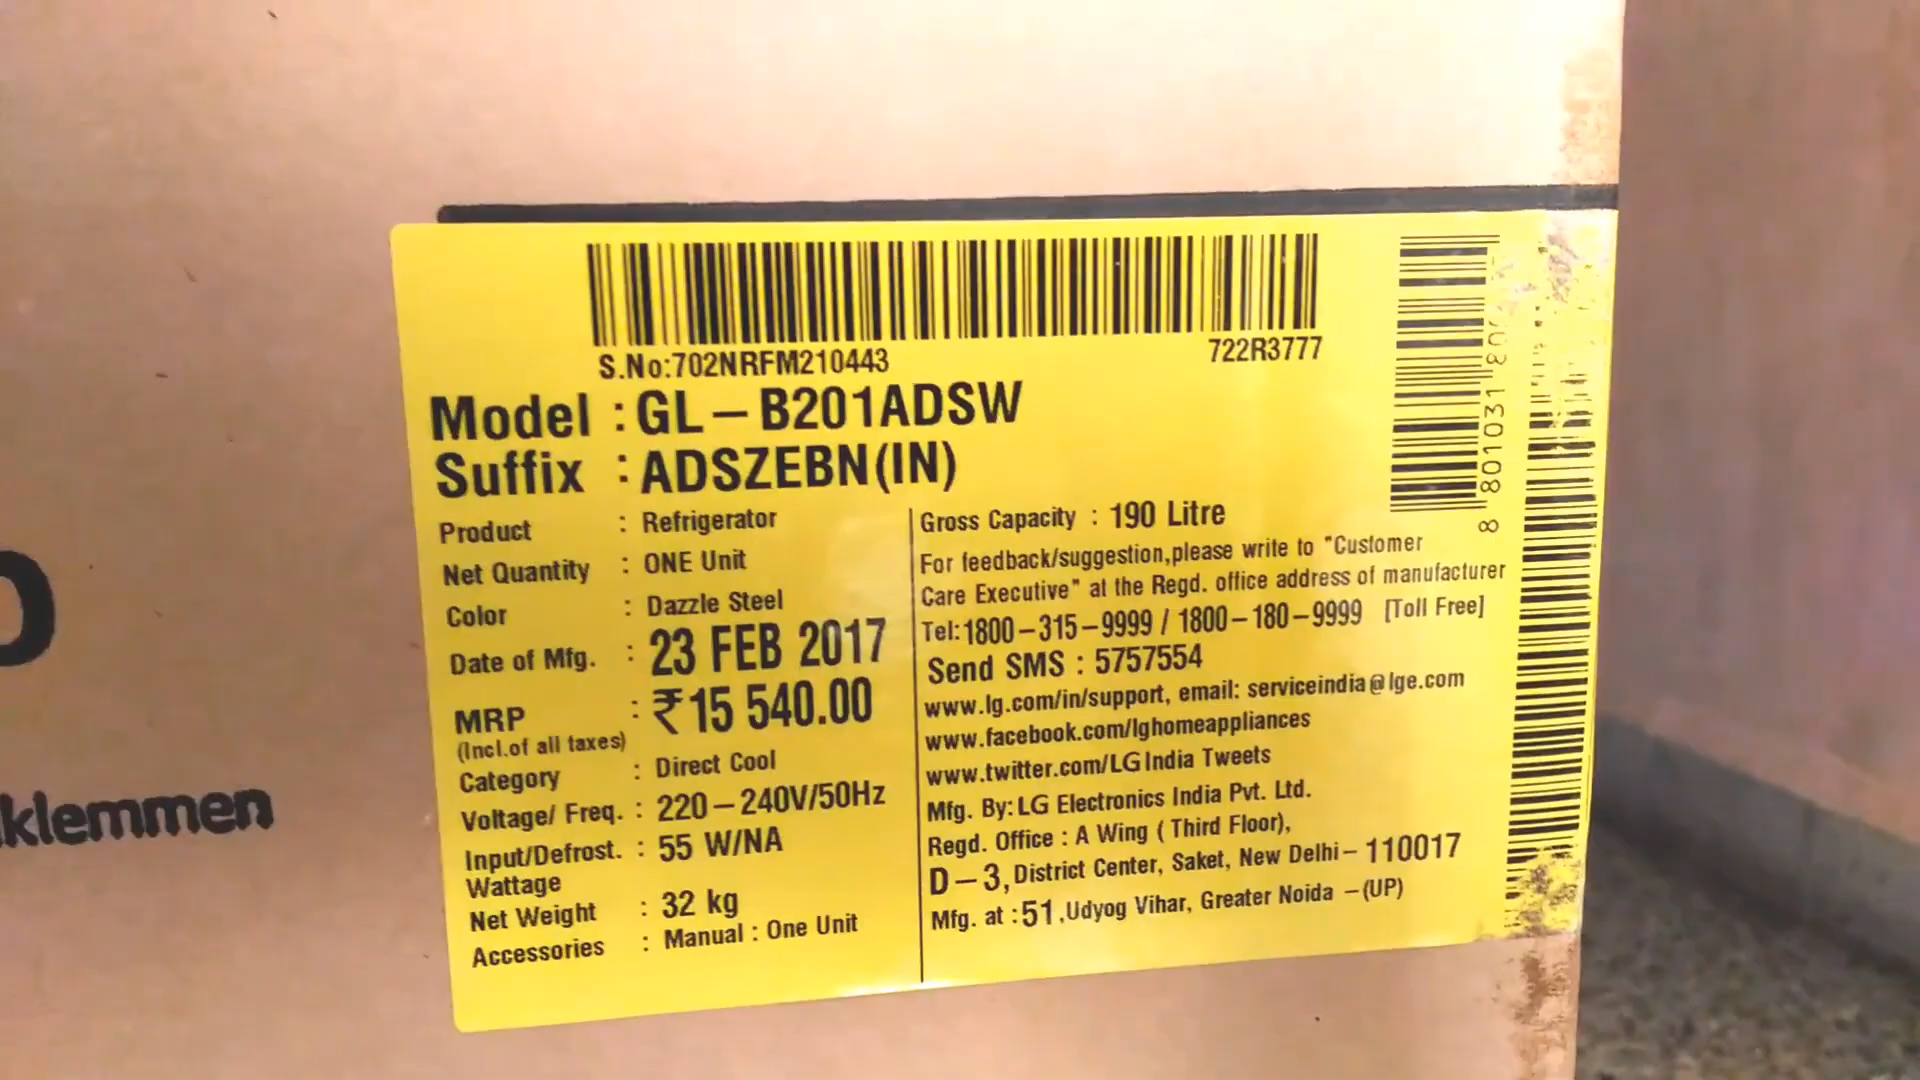 S.No:702NRFM210443 722R3777
Model : GL-B201ADSW
Suffix : ADSZEBN(IN)
Product : Refrigerator
Net Quantity : ONE Unit
Color : Dazzle Steel
Date of Mfg. : 23 FEB 2017
MRP : ₹15 540.00
(Incl.of all taxes)
Category : Direct Cool
Voltage/ Freq. : 220-240V/50Hz
Input/Defrost. : 55 W/NA
Wattage
Net Weight : 32 kg
Accessories : Manual : One Unit
Gross Capacity : 190 Litre
For feedback/suggestion,please write to "Customer
Care Executive" at the Regd. office address of manufacturer
Tel:1800-315-9999 / 1800-180-9999 [Toll Free]
Send SMS : 5757554
www.lg.com/in/support, email: serviceindia@lge.com
www.facebook.com/lghomeappliances
www.twitter.com/LG India Tweets
Mfg. By: LG Electronics India Pvt. Ltd.
Regd. Office : A Wing ( Third Floor),
D-3, District Center, Saket, New Delhi- 110017
Mfg. at : 51, Udyog Vihar, Greater Noida -(UP)
8 801031
klemmen